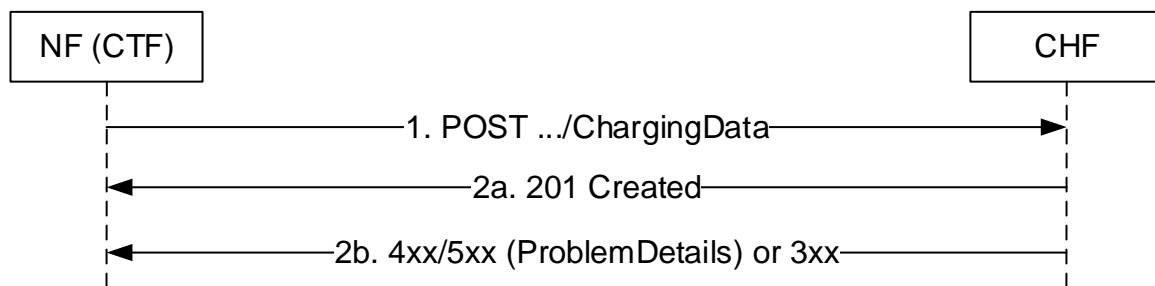 NF (CTF)
CHF
1. POST .../ChargingData
2a. 201 Created
2b. 4xx/5xx (ProblemDetails) or 3xx